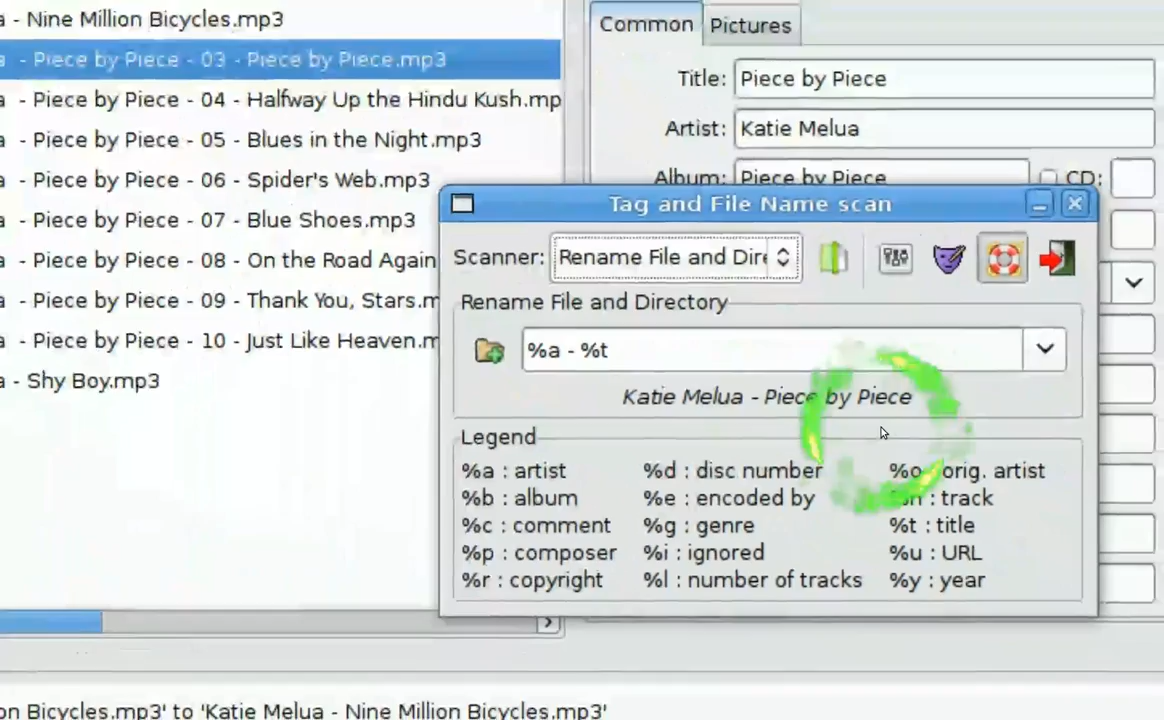 a - Nine Million Bicycles.mp3
a - Piece by Piece - 03 - Piece by Piece.mp3
a - Piece by Piece - 04 - Halfway Up the Hindu Kush.mp
a - Piece by Piece - 05 - Blues in the Night.mp3
a - Piece by Piece - 06 - Spider's Web.mp3
a - Piece by Piece - 07 - Blue Shoes.mp3
a - Piece by Piece - 08 - On the Road Again
a - Piece by Piece - 09 - Thank You, Stars.m
a - Piece by Piece - 10 - Just Like Heaven.m
a - Shy Boy.mp3
Common Pictures
Title: Piece by Piece
Artist: Katie Melua
Album: Piece by Piece CD:
Tag and File Name scan
Scanner: Rename File and Dire
Rename File and Directory
%a - %t
Katie Melua - Piece by Piece
Legend
%a : artist %d : disc number %o : orig. artist
%b : album %e : encoded by %n : track
%c : comment %g : genre %t : title
%p : composer %i : ignored %u : URL
%r : copyright %l : number of tracks %y : year
on Bicycles.mp3' to 'Katie Melua - Nine Million Bicycles.mp3'